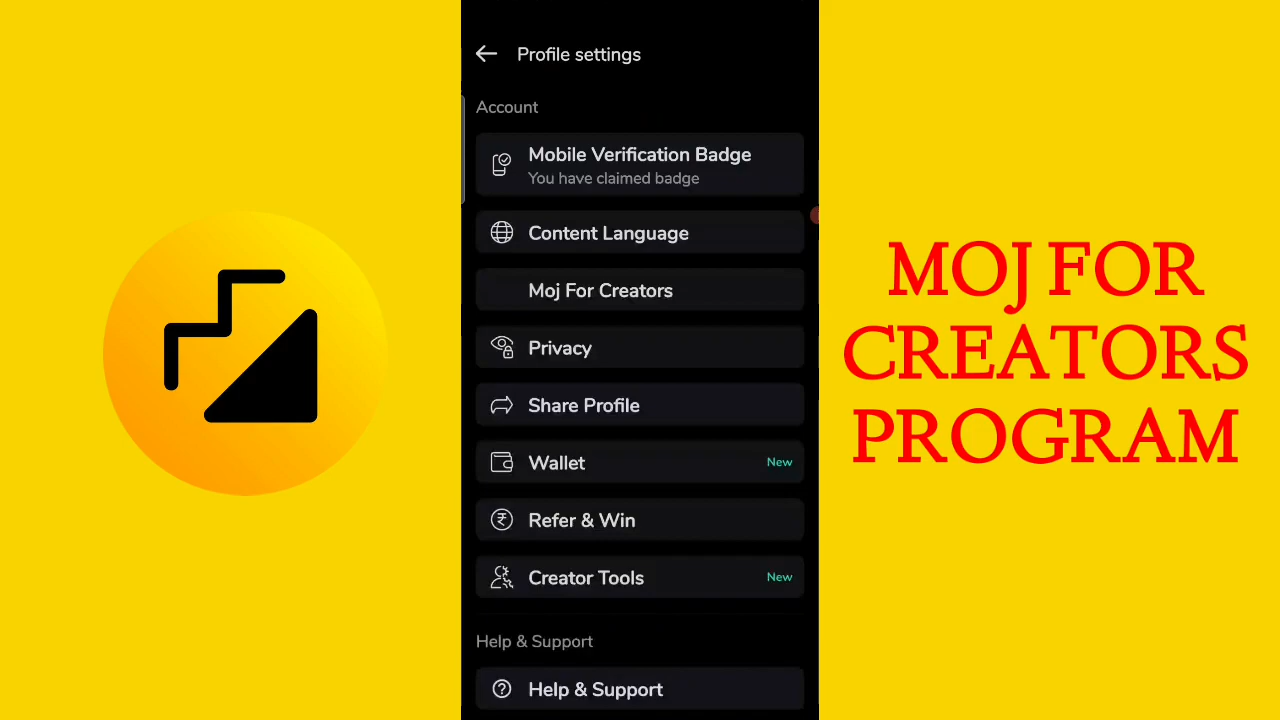 Profile settings
Account
Mobile Verification Badge
You have claimed badge
Content Language
Moj For Creators
Privacy
Share Profile
Wallet New
Refer & Win
Creator Tools New
Help & Support
Help & Support
MOJ FOR
CREATORS
PROGRAM